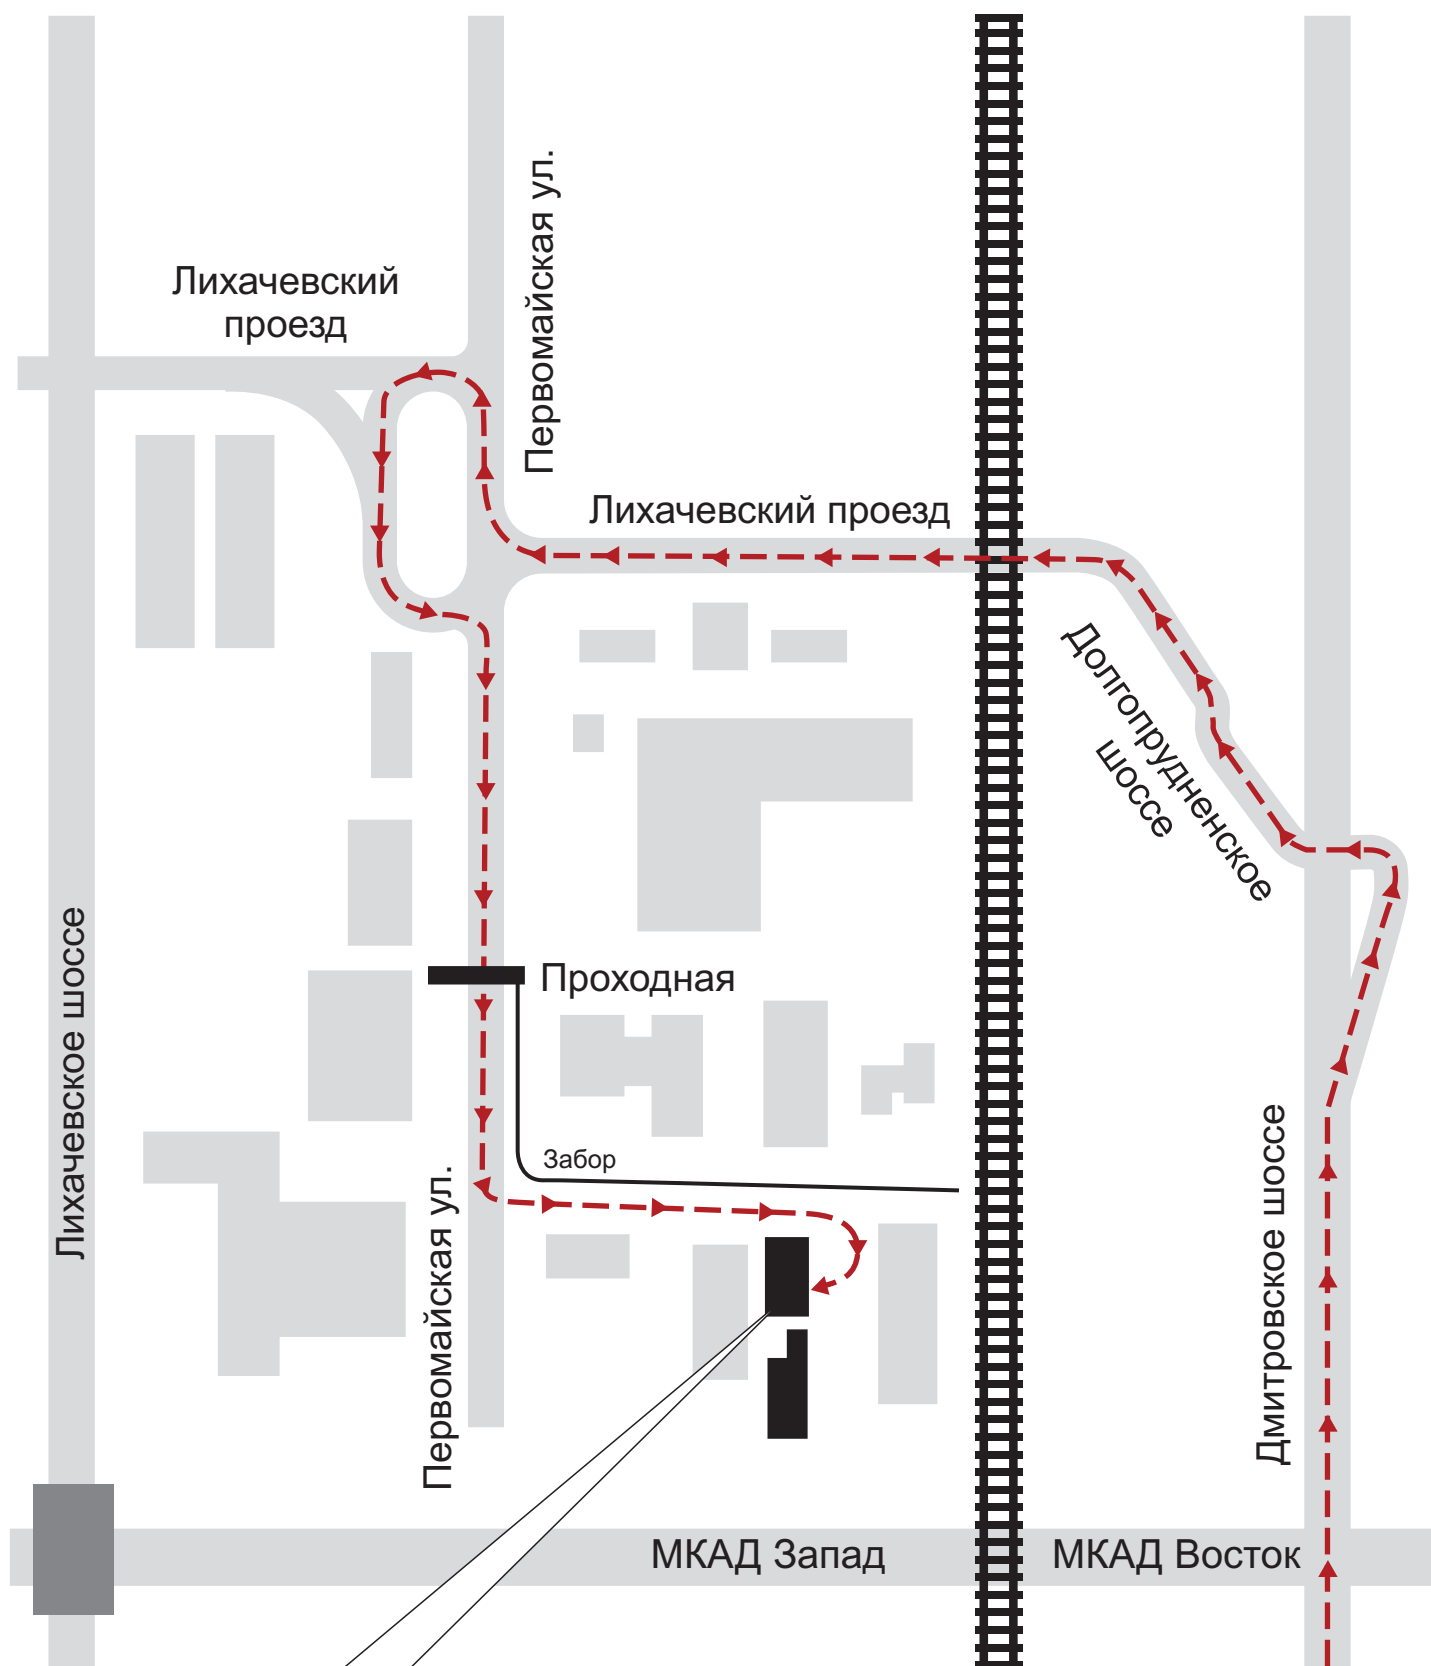 Первомайская ул.
Лихачевский
проезд
Лихачевский проезд
Долгопрудненское
шоссе
Лихачевское шоссе
Проходная
Забор
Первомайская ул.
Дмитровское шоссе
МКАД Запад
МКАД Восток